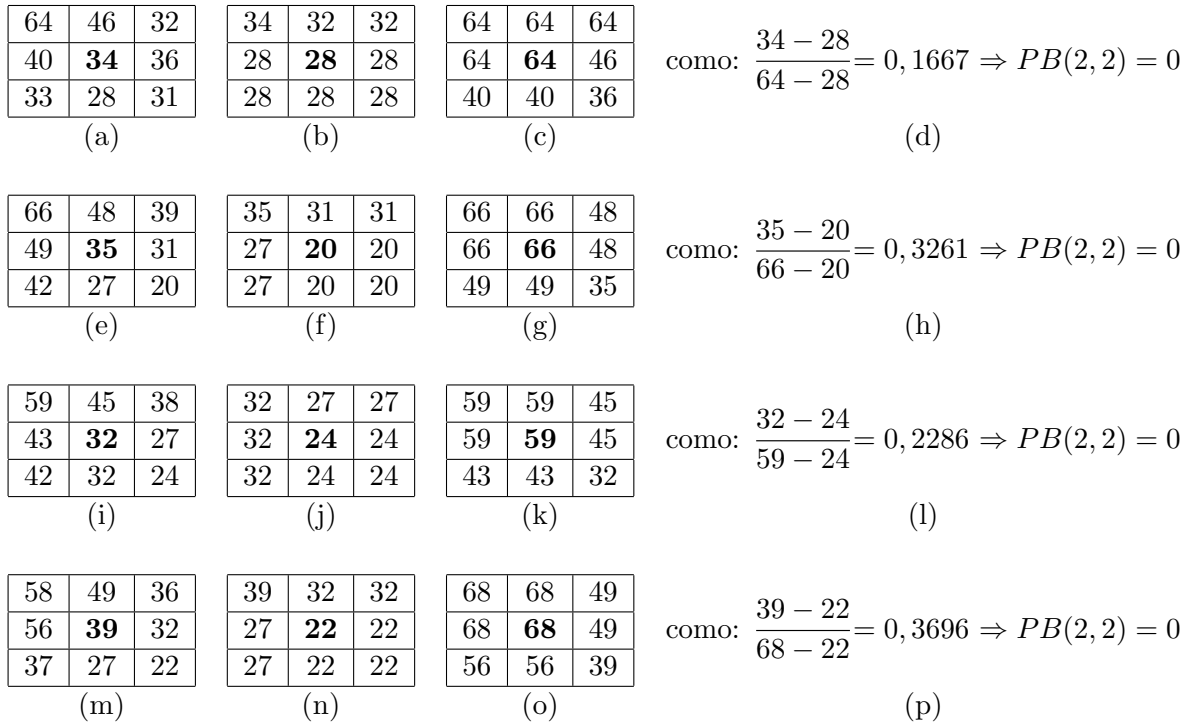 64 46 32 34 32 32 64 64 64
40 34 36 28 28 28 64 64 46 como: (34 − 28)/(64 − 28) = 0,1667 ⇒ PB(2,2) = 0
33 28 31 28 28 28 40 40 36
(a) (b) (c) (d)
66 48 39 35 31 31 66 66 48
49 35 31 27 20 20 66 66 48 como: (35 − 20)/(66 − 20) = 0,3261 ⇒ PB(2,2) = 0
42 27 20 27 20 20 49 49 35
(e) (f) (g) (h)
59 45 38 32 27 27 59 59 45
43 32 27 32 24 24 59 59 45 como: (32 − 24)/(59 − 24) = 0,2286 ⇒ PB(2,2) = 0
42 32 24 32 24 24 43 43 32
(i) (j) (k) (l)
58 49 36 39 32 32 68 68 49
56 39 32 27 22 22 68 68 49 como: (39 − 22)/(68 − 22) = 0,3696 ⇒ PB(2,2) = 0
37 27 22 27 22 22 56 56 39
(m) (n) (o) (p)